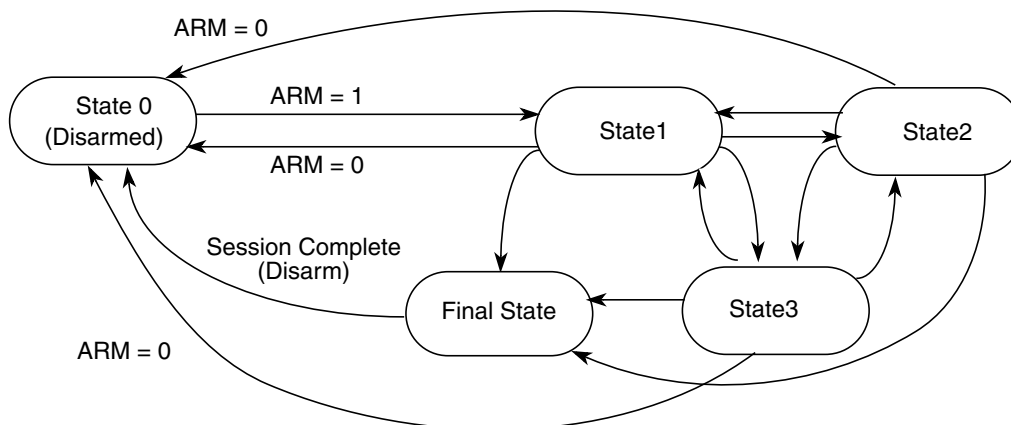 ARM = 0
State 0
(Disarmed)
ARM = 1
State1
State2
ARM = 0
Session Complete
(Disarm)
Final State
State3
ARM = 0